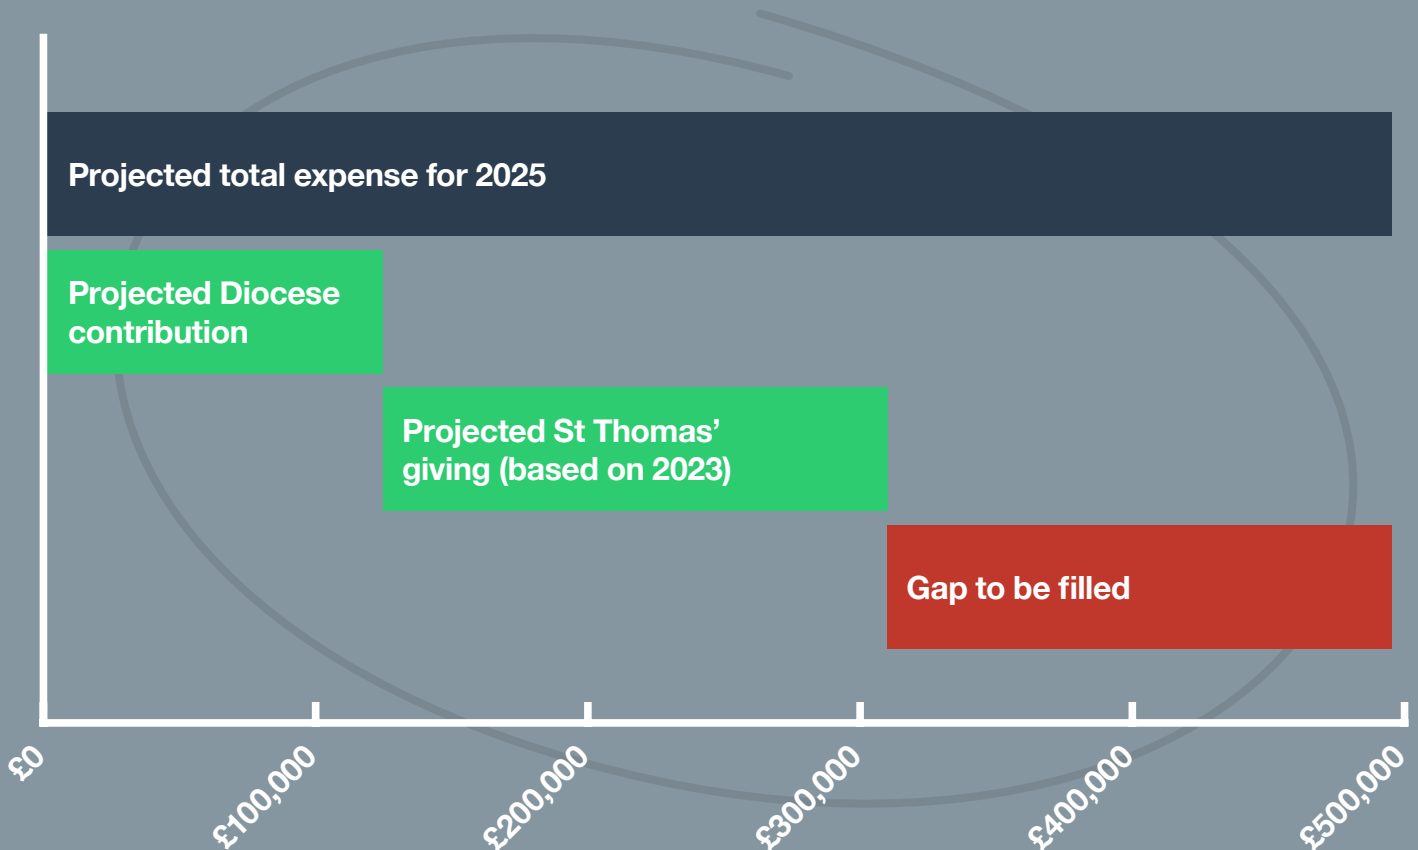 Projected total expense for 2025
Projected Diocese
contribution
Projected St Thomas’
giving (based on 2023)
Gap to be filled
£0
£100,000
£200,000
£300,000
£400,000
£500,000